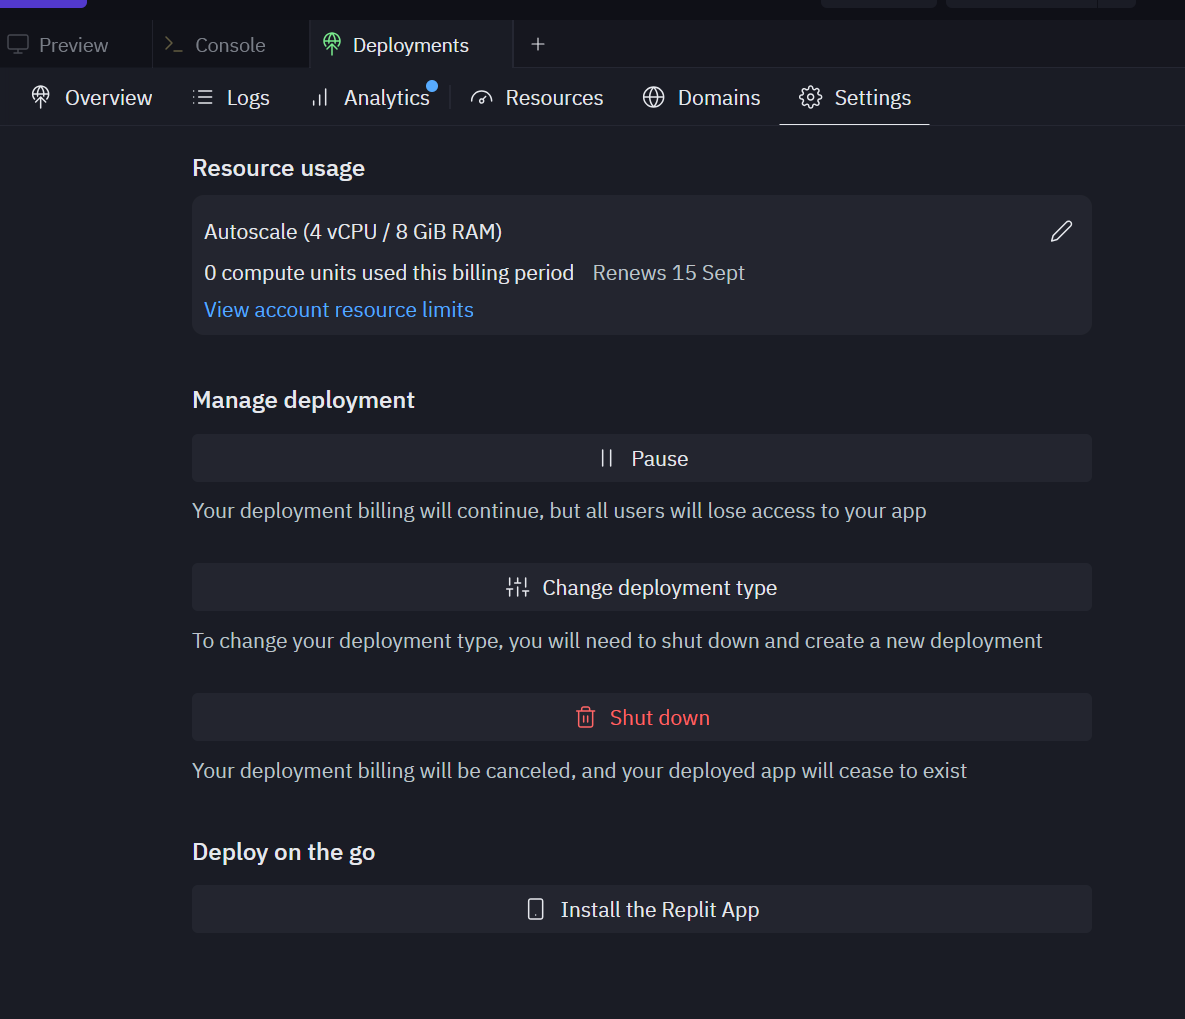 Preview
Console
Deployments
Overview
Logs
Analytics
Resources
Domains
Settings
Resource usage
Autoscale (4 vCPU / 8 GiB RAM)
0 compute units used this billing period Renews 15 Sept
View account resource limits
Manage deployment
Pause
Your deployment billing will continue, but all users will lose access to your app
Change deployment type
To change your deployment type, you will need to shut down and create a new deployment
Shut down
Your deployment billing will be canceled, and your deployed app will cease to exist
Deploy on the go
Install the Replit App